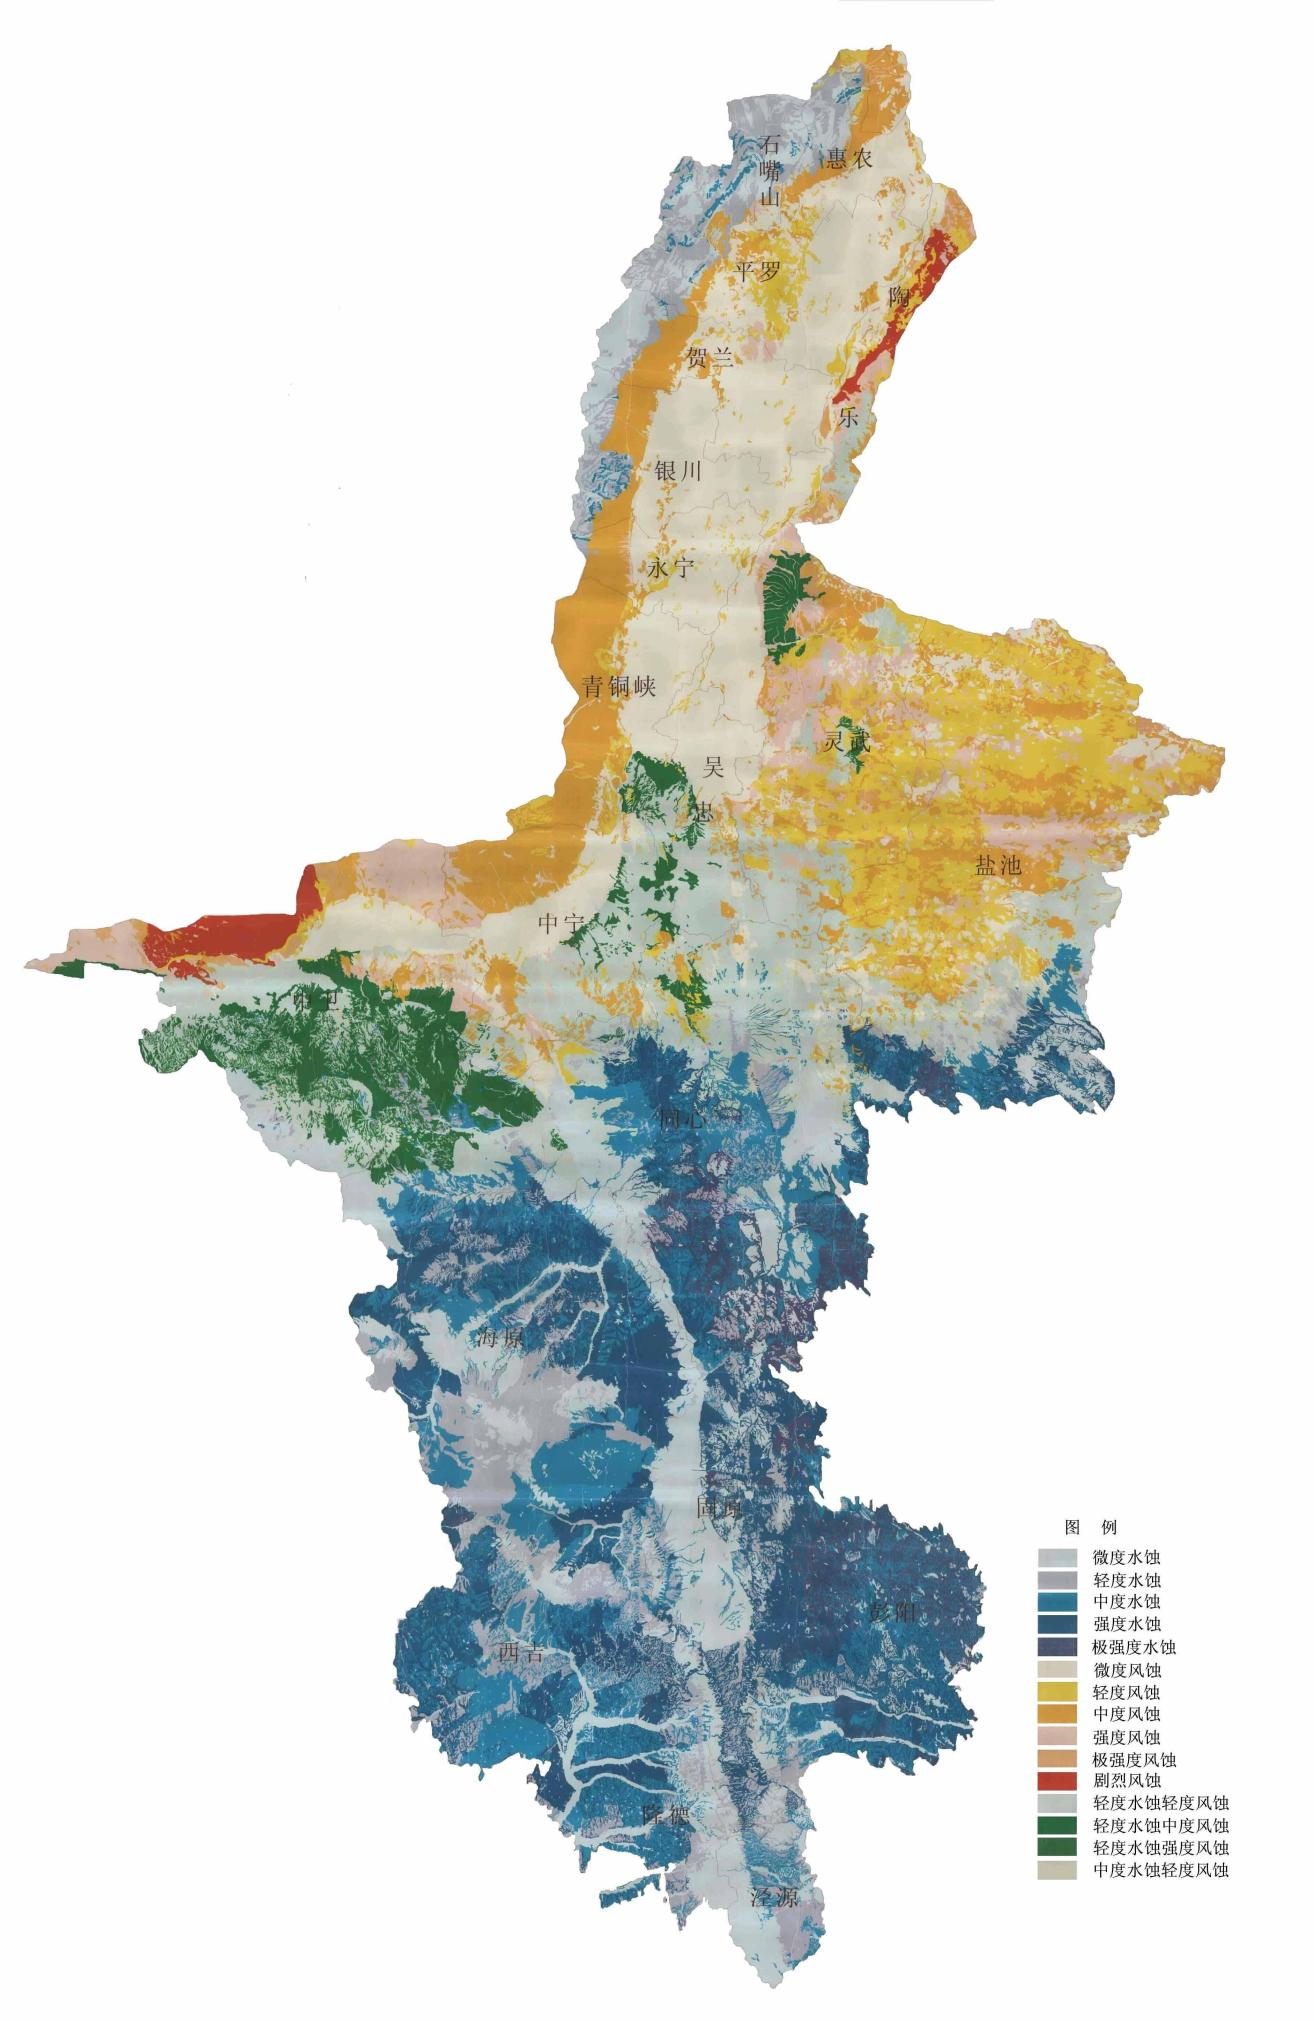 石嘴山
惠农
平罗
陶乐
贺兰
银川
永宁
青铜峡
灵武
吴忠
盐池
中宁
中卫
同心
海原
固原
彭阳
西吉
隆德
泾源
图 例
微度水蚀
轻度水蚀
中度水蚀
强度水蚀
极强度水蚀
微度风蚀
轻度风蚀
中度风蚀
强度风蚀
极强度风蚀
剧烈风蚀
轻度水蚀轻度风蚀
轻度水蚀中度风蚀
轻度水蚀强度风蚀
中度水蚀轻度风蚀